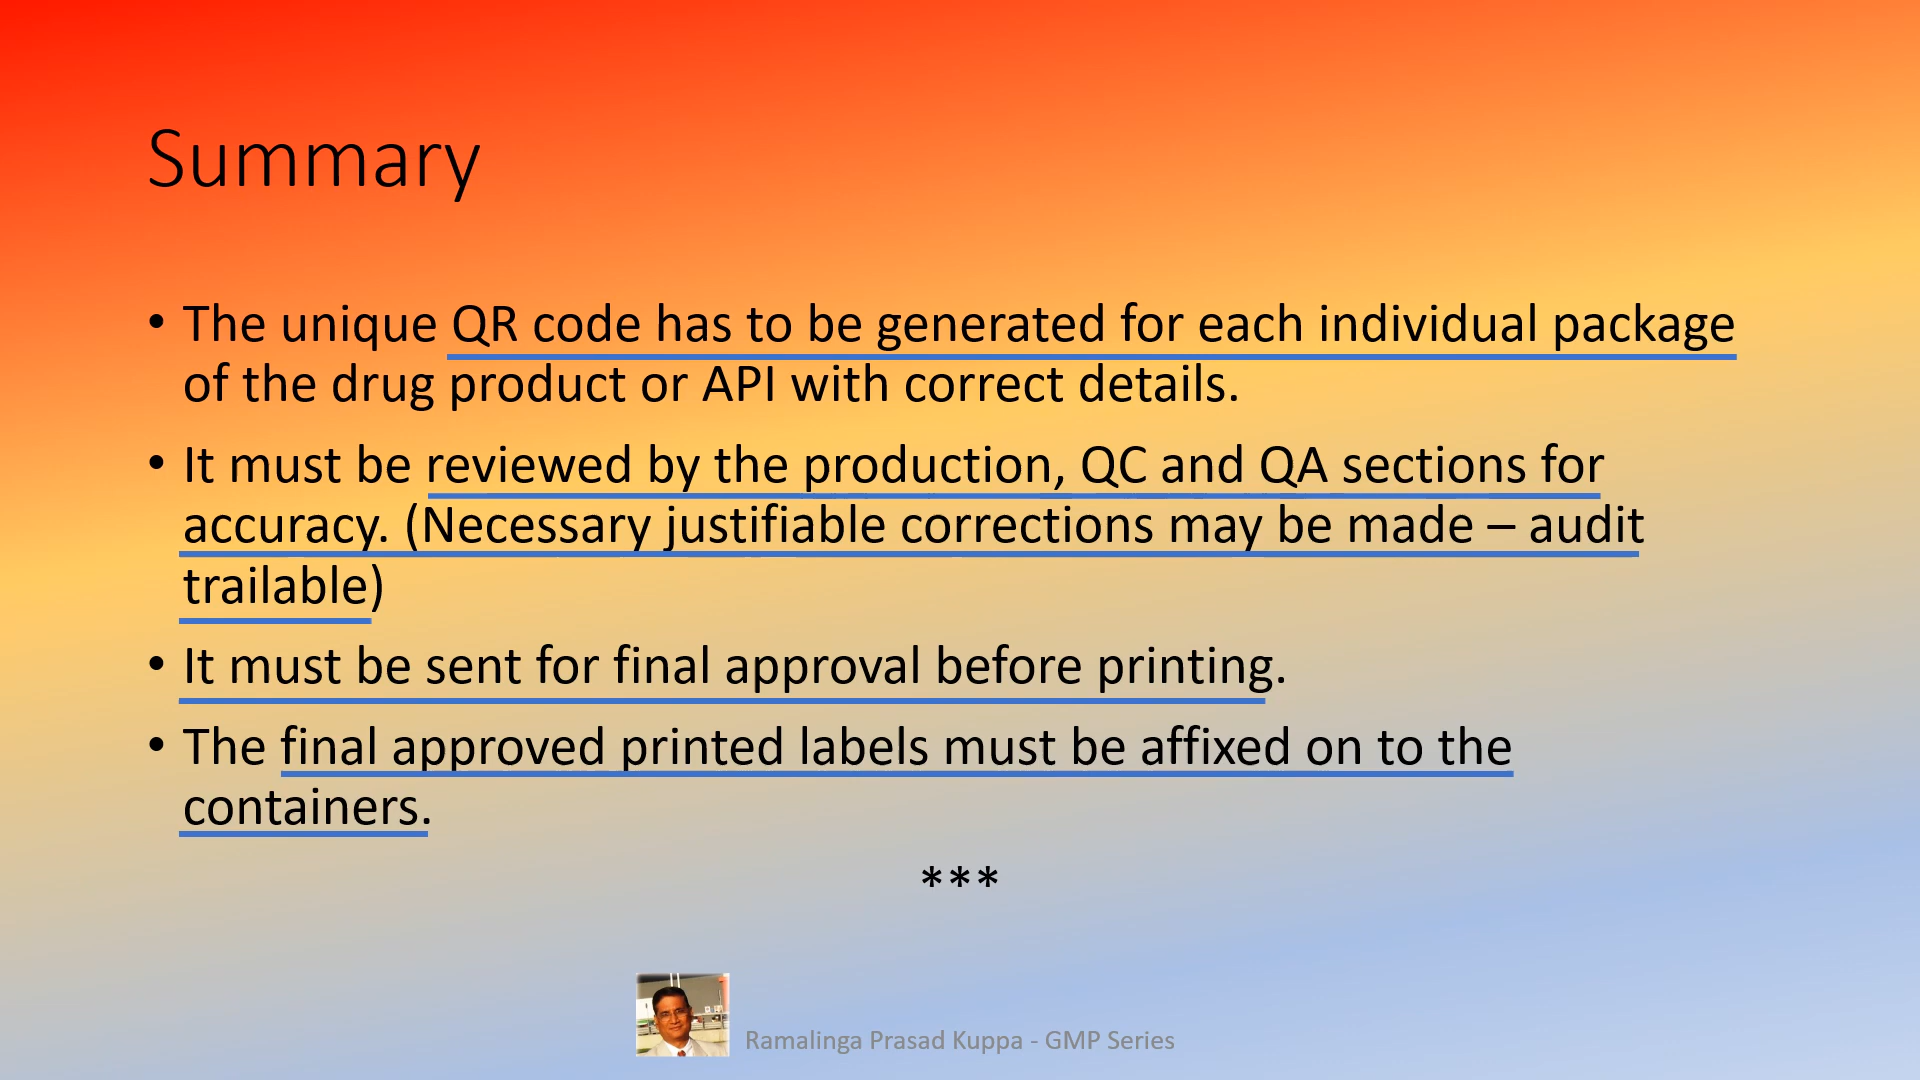 Summary
• The unique QR code has to be generated for each individual package
of the drug product or API with correct details.
• It must be reviewed by the production, QC and QA sections for
accuracy. (Necessary justifiable corrections may be made – audit
trailable)
• It must be sent for final approval before printing.
• The final approved printed labels must be affixed on to the
containers.
***
Ramalinga Prasad Kuppa - GMP Series